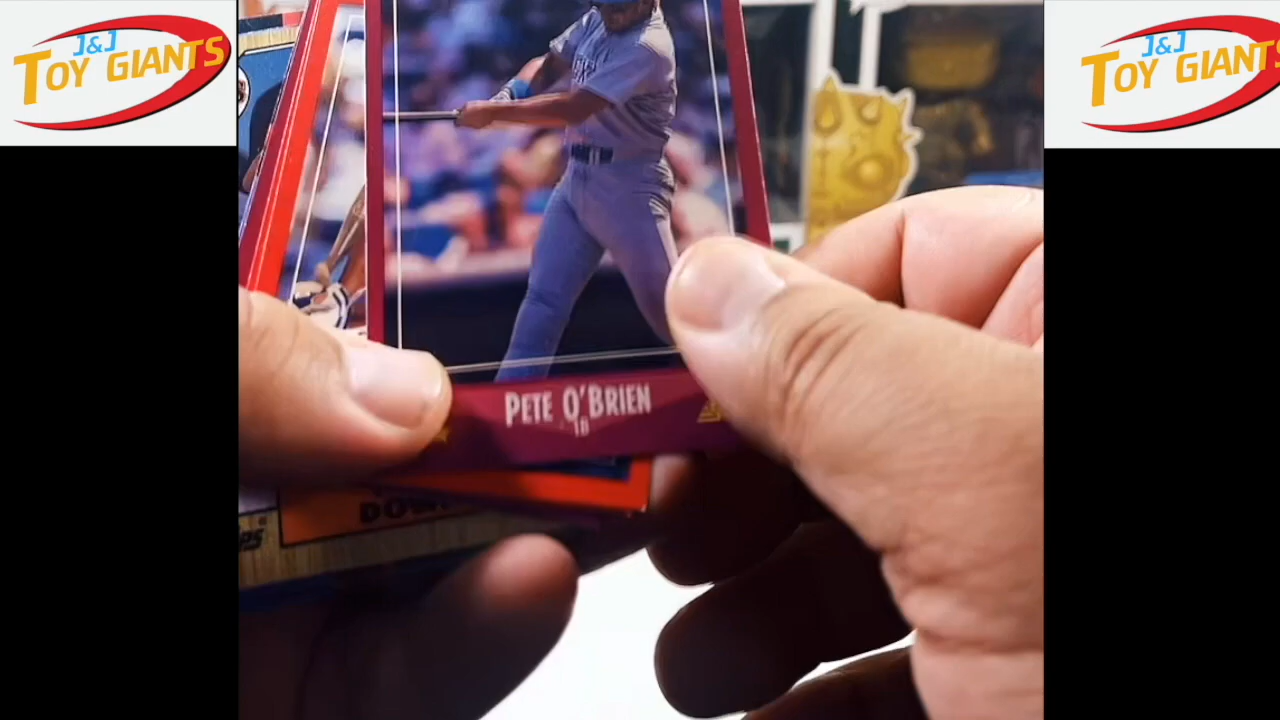 J&J
TOY GIANTS
J&J
TOY GIANTS
PETE O'BRIEN
1B